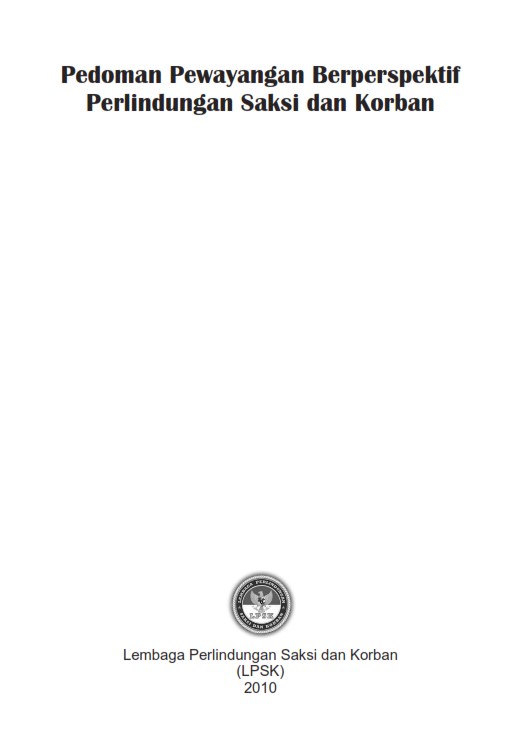 Pedoman Pewayangan Berperspektif
Perlindungan Saksi dan Korban
LEMBAGA PERLINDUNGAN
LPSK
SAKSI DAN KORBAN
Lembaga Perlindungan Saksi dan Korban
(LPSK)
2010